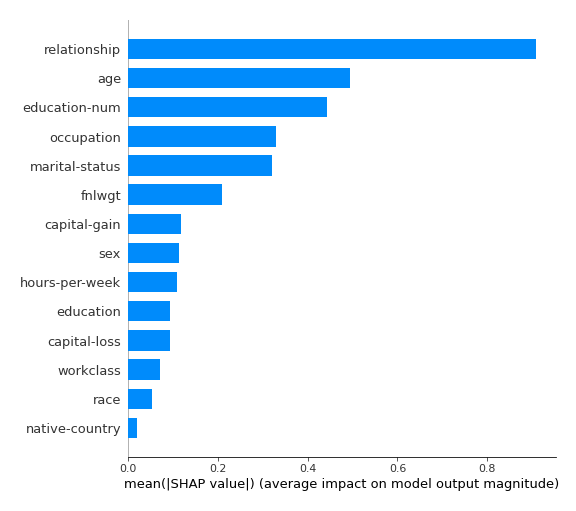 relationship
age
education-num
occupation
marital-status
fnlwgt
capital-gain
sex
hours-per-week
education
capital-loss
workclass
race
native-country
0.0 0.2 0.4 0.6 0.8
mean(|SHAP value|) (average impact on model output magnitude)